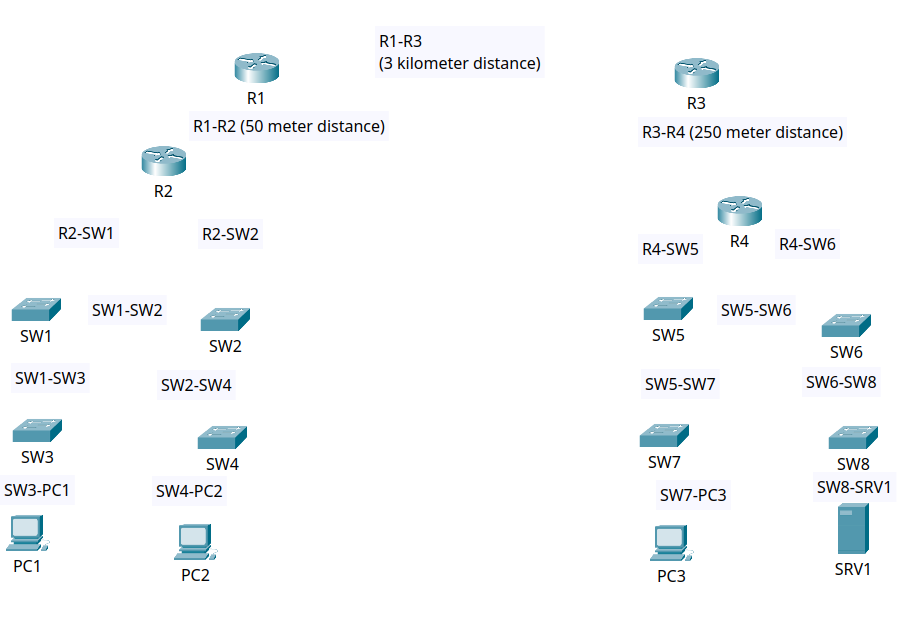 R1-R3
(3 kilometer distance)
R1
R3
R1-R2 (50 meter distance)
R3-R4 (250 meter distance)
R2
R2-SW1
R2-SW2
R4
R4-SW5
R4-SW6
SW1-SW2
SW5-SW6
SW1
SW2
SW5
SW6
SW1-SW3
SW2-SW4
SW5-SW7
SW6-SW8
SW3
SW4
SW7
SW8
SW3-PC1
SW4-PC2
SW7-PC3
SW8-SRV1
PC1
PC2
PC3
SRV1